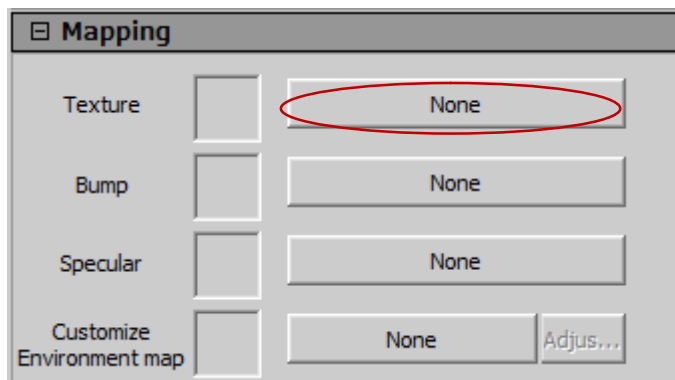 Mapping
Texture None
Bump None
Specular None
Customize
Environment map None Adjus...